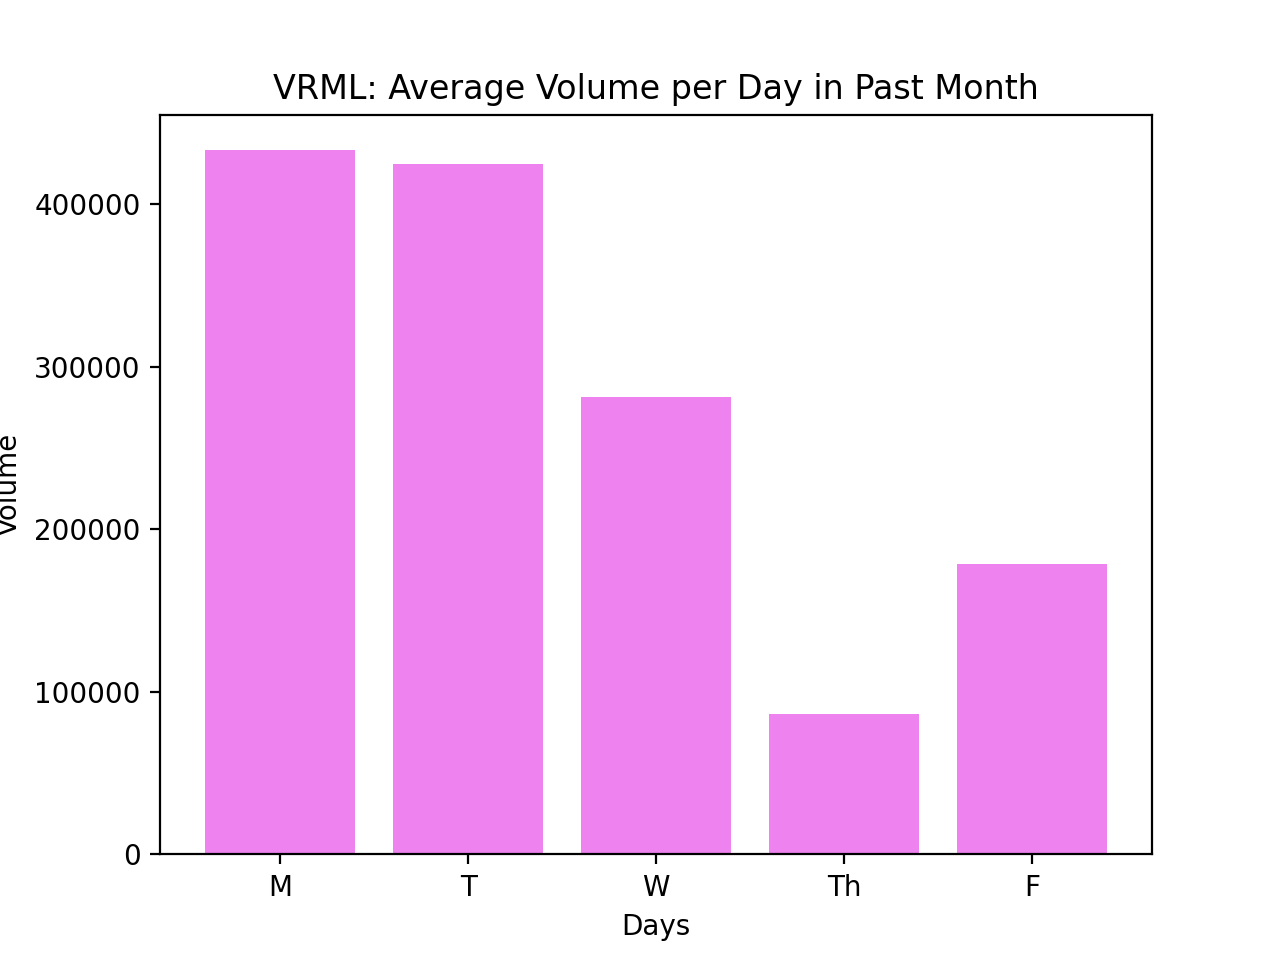 VRML: Average Volume per Day in Past Month
Volume
400000
300000
200000
100000
0
M T W Th F
Days